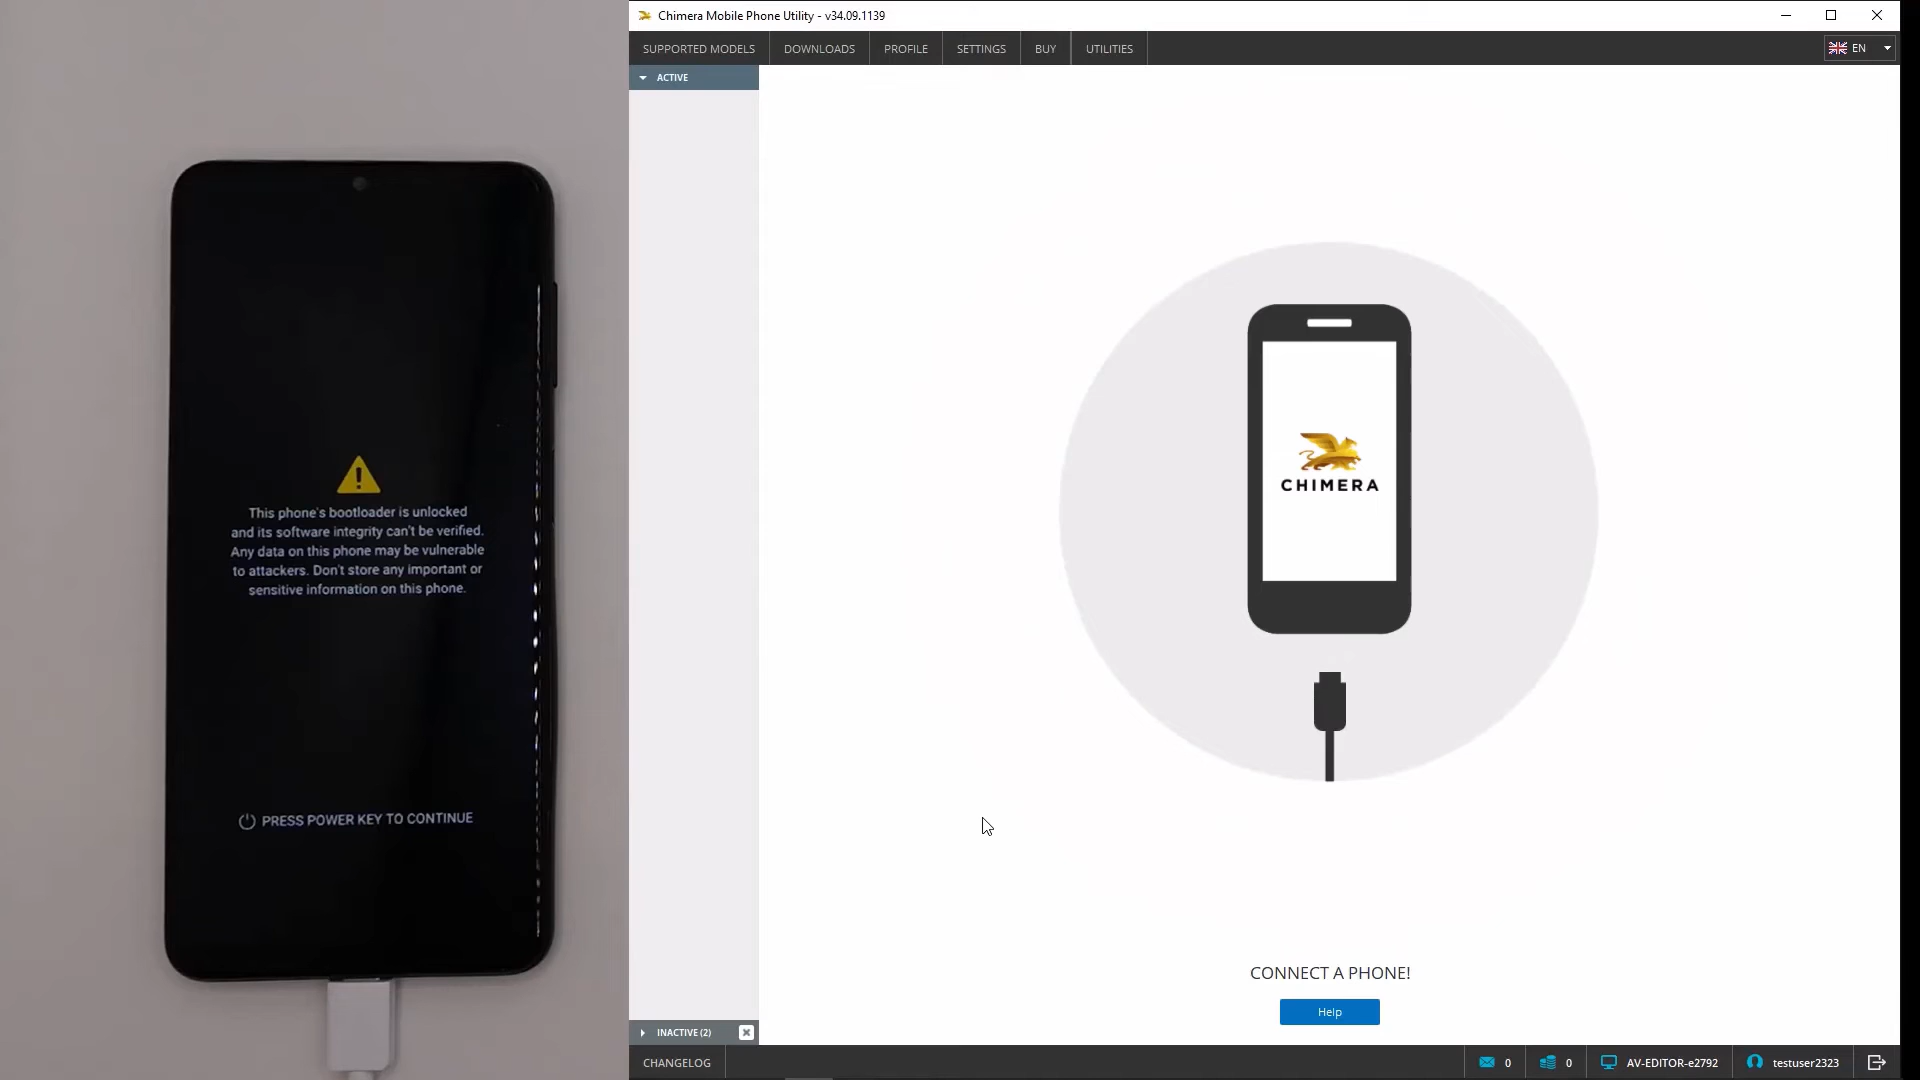 This phone's bootloader is unlocked
and its software integrity can't be verified.
Any data on this phone may be vulnerable
to attackers. Don't store any important or
sensitive information on this phone.
PRESS POWER KEY TO CONTINUE
Chimera Mobile Phone Utility - v34.09.1139
SUPPORTED MODELS DOWNLOADS PROFILE SETTINGS BUY UTILITIES EN
ACTIVE
CHIMERA
CONNECT A PHONE!
Help
INACTIVE (2)
CHANGELOG 0 0 AV-EDITOR-e2792 testuser2323